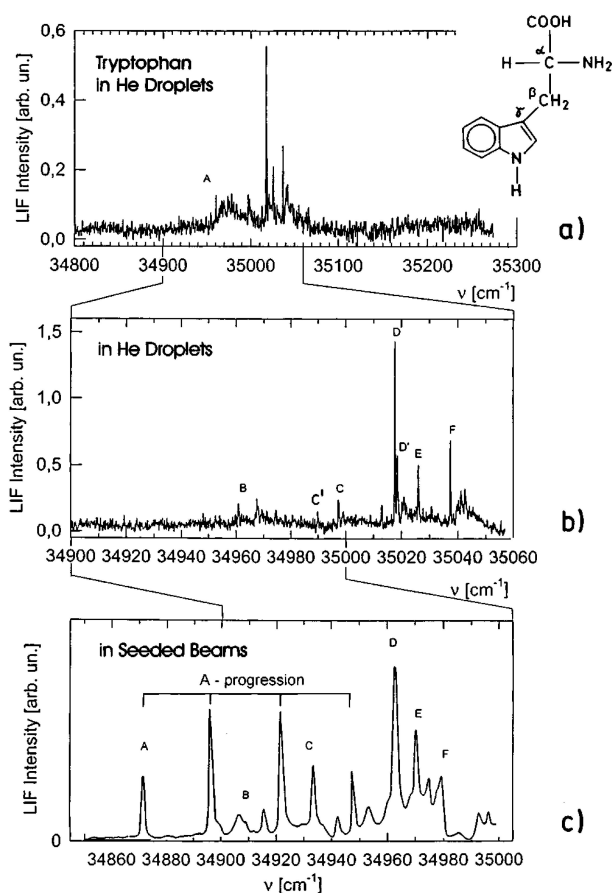 0,6
0,4
0,2
0,0
LIF Intensity [arb. un.]
Tryptophan
in He Droplets
A
COOH
α
H C NH₂
β
CH₂
γ
N
H
a)
34800 34900 35000 35100 35200 35300
ν [cm⁻¹]
1,5
1,0
0,5
0,0
LIF Intensity [arb. un.]
in He Droplets
B C' C D D' E F
b)
34900 34920 34940 34960 34980 35000 35020 35040 35060
ν [cm⁻¹]
LIF Intensity [arb. un.]
0
in Seeded Beams
A - progression
A B C D E F
c)
34860 34880 34900 34920 34940 34960 34980 35000
ν [cm⁻¹]